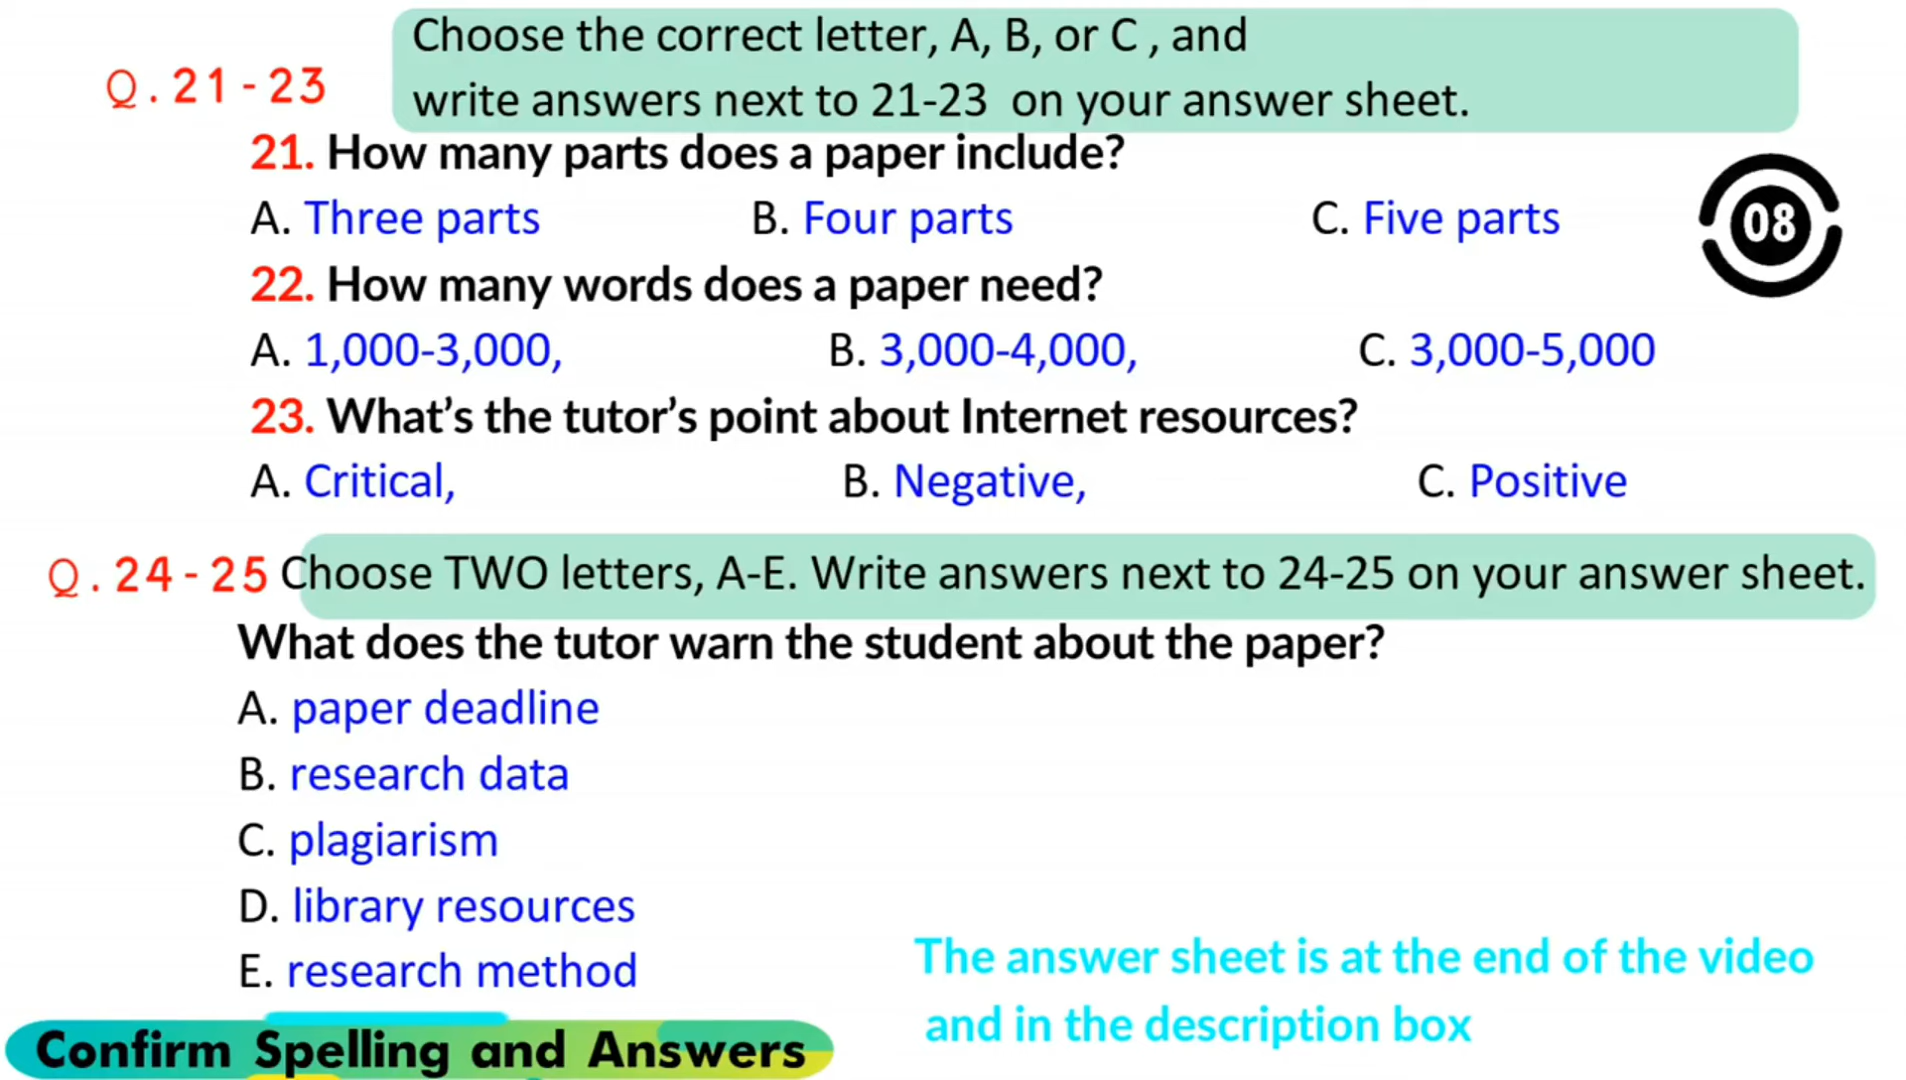 Choose the correct letter, A, B, or C , and
Q.21-23
write answers next to 21-23 on your answer sheet.
21. How many parts does a paper include?
A. Three parts B. Four parts C. Five parts
08
22. How many words does a paper need?
A. 1,000-3,000, B. 3,000-4,000, C. 3,000-5,000
23. What’s the tutor’s point about Internet resources?
A. Critical, B. Negative, C. Positive
Q.24-25 Choose TWO letters, A-E. Write answers next to 24-25 on your answer sheet.
What does the tutor warn the student about the paper?
A. paper deadline
B. research data
C. plagiarism
D. library resources
E. research method
The answer sheet is at the end of the video
and in the description box
Confirm Spelling and Answers